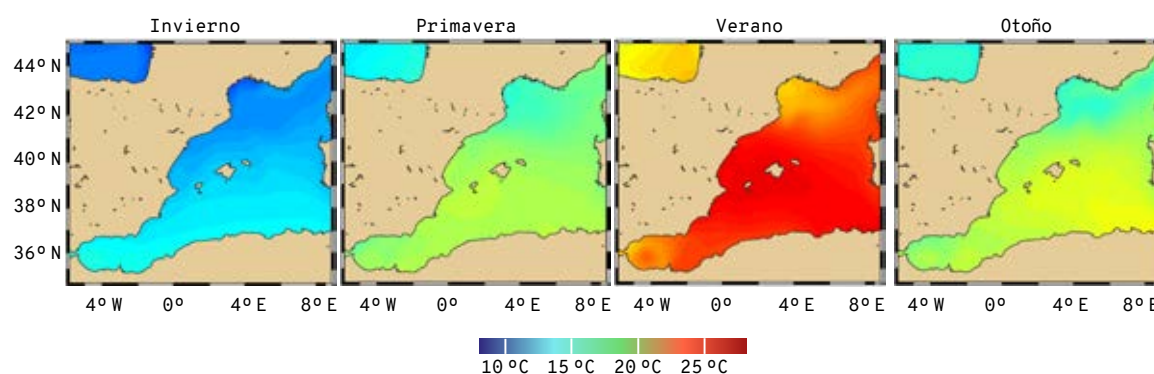 Invierno Primavera Verano Otoño
44º N
42º N
40º N
38º N
36º N
4º W 0º 4º E 8º E 4º W 0º 4º E 8º E 4º W 0º 4º E 8º E 4º W 0º 4º E 8º E
10 ºC 15 ºC 20 ºC 25 ºC